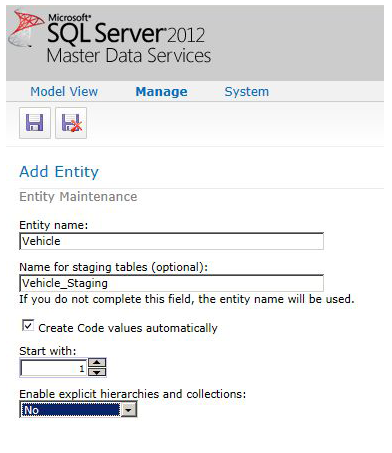 Microsoft®
SQL Server®2012
Master Data Services
Model View Manage System
Add Entity
Entity Maintenance
Entity name:
Vehicle
Name for staging tables (optional):
Vehicle_Staging
If you do not complete this field, the entity name will be used.
Create Code values automatically
Start with:
1
Enable explicit hierarchies and collections:
No